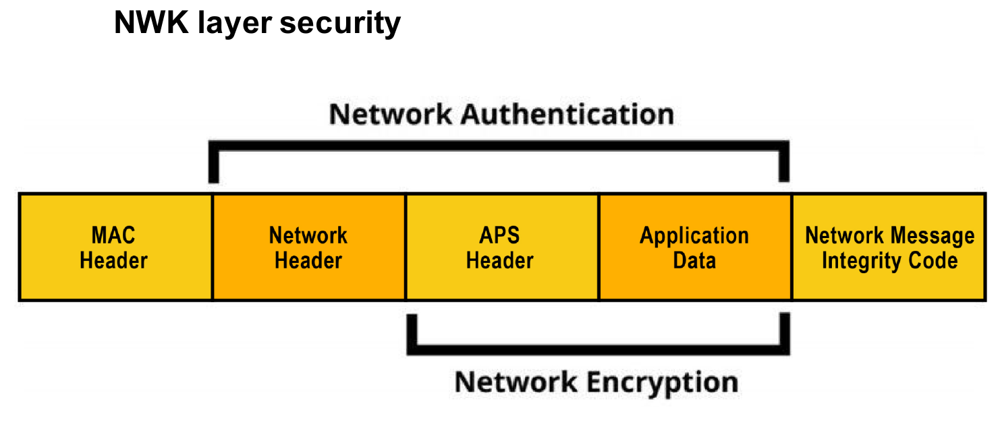 NWK layer security
Network Authentication
MAC
Header
Network
Header
APS
Header
Application
Data
Network Message
Integrity Code
Network Encryption